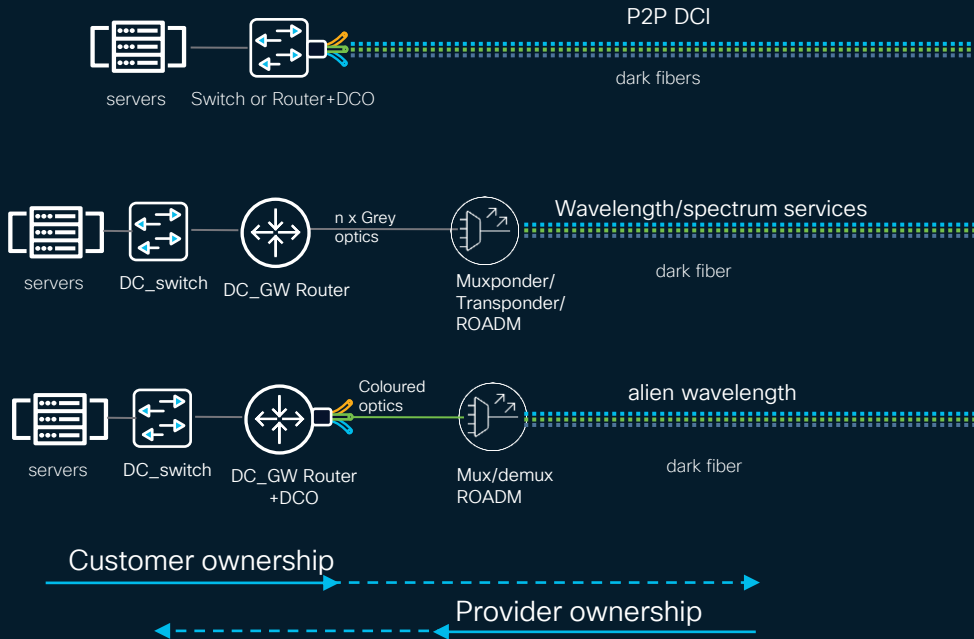 P2P DCI
dark fibers
servers
Switch or Router+DCO
n x Grey
optics
Wavelength/spectrum services
dark fiber
servers
DC_switch
DC_GW Router
Muxponder/
Transponder/
ROADM
Coloured
optics
alien wavelength
dark fiber
servers
DC_switch
DC_GW Router
+DCO
Mux/demux
ROADM
Customer ownership
Provider ownership